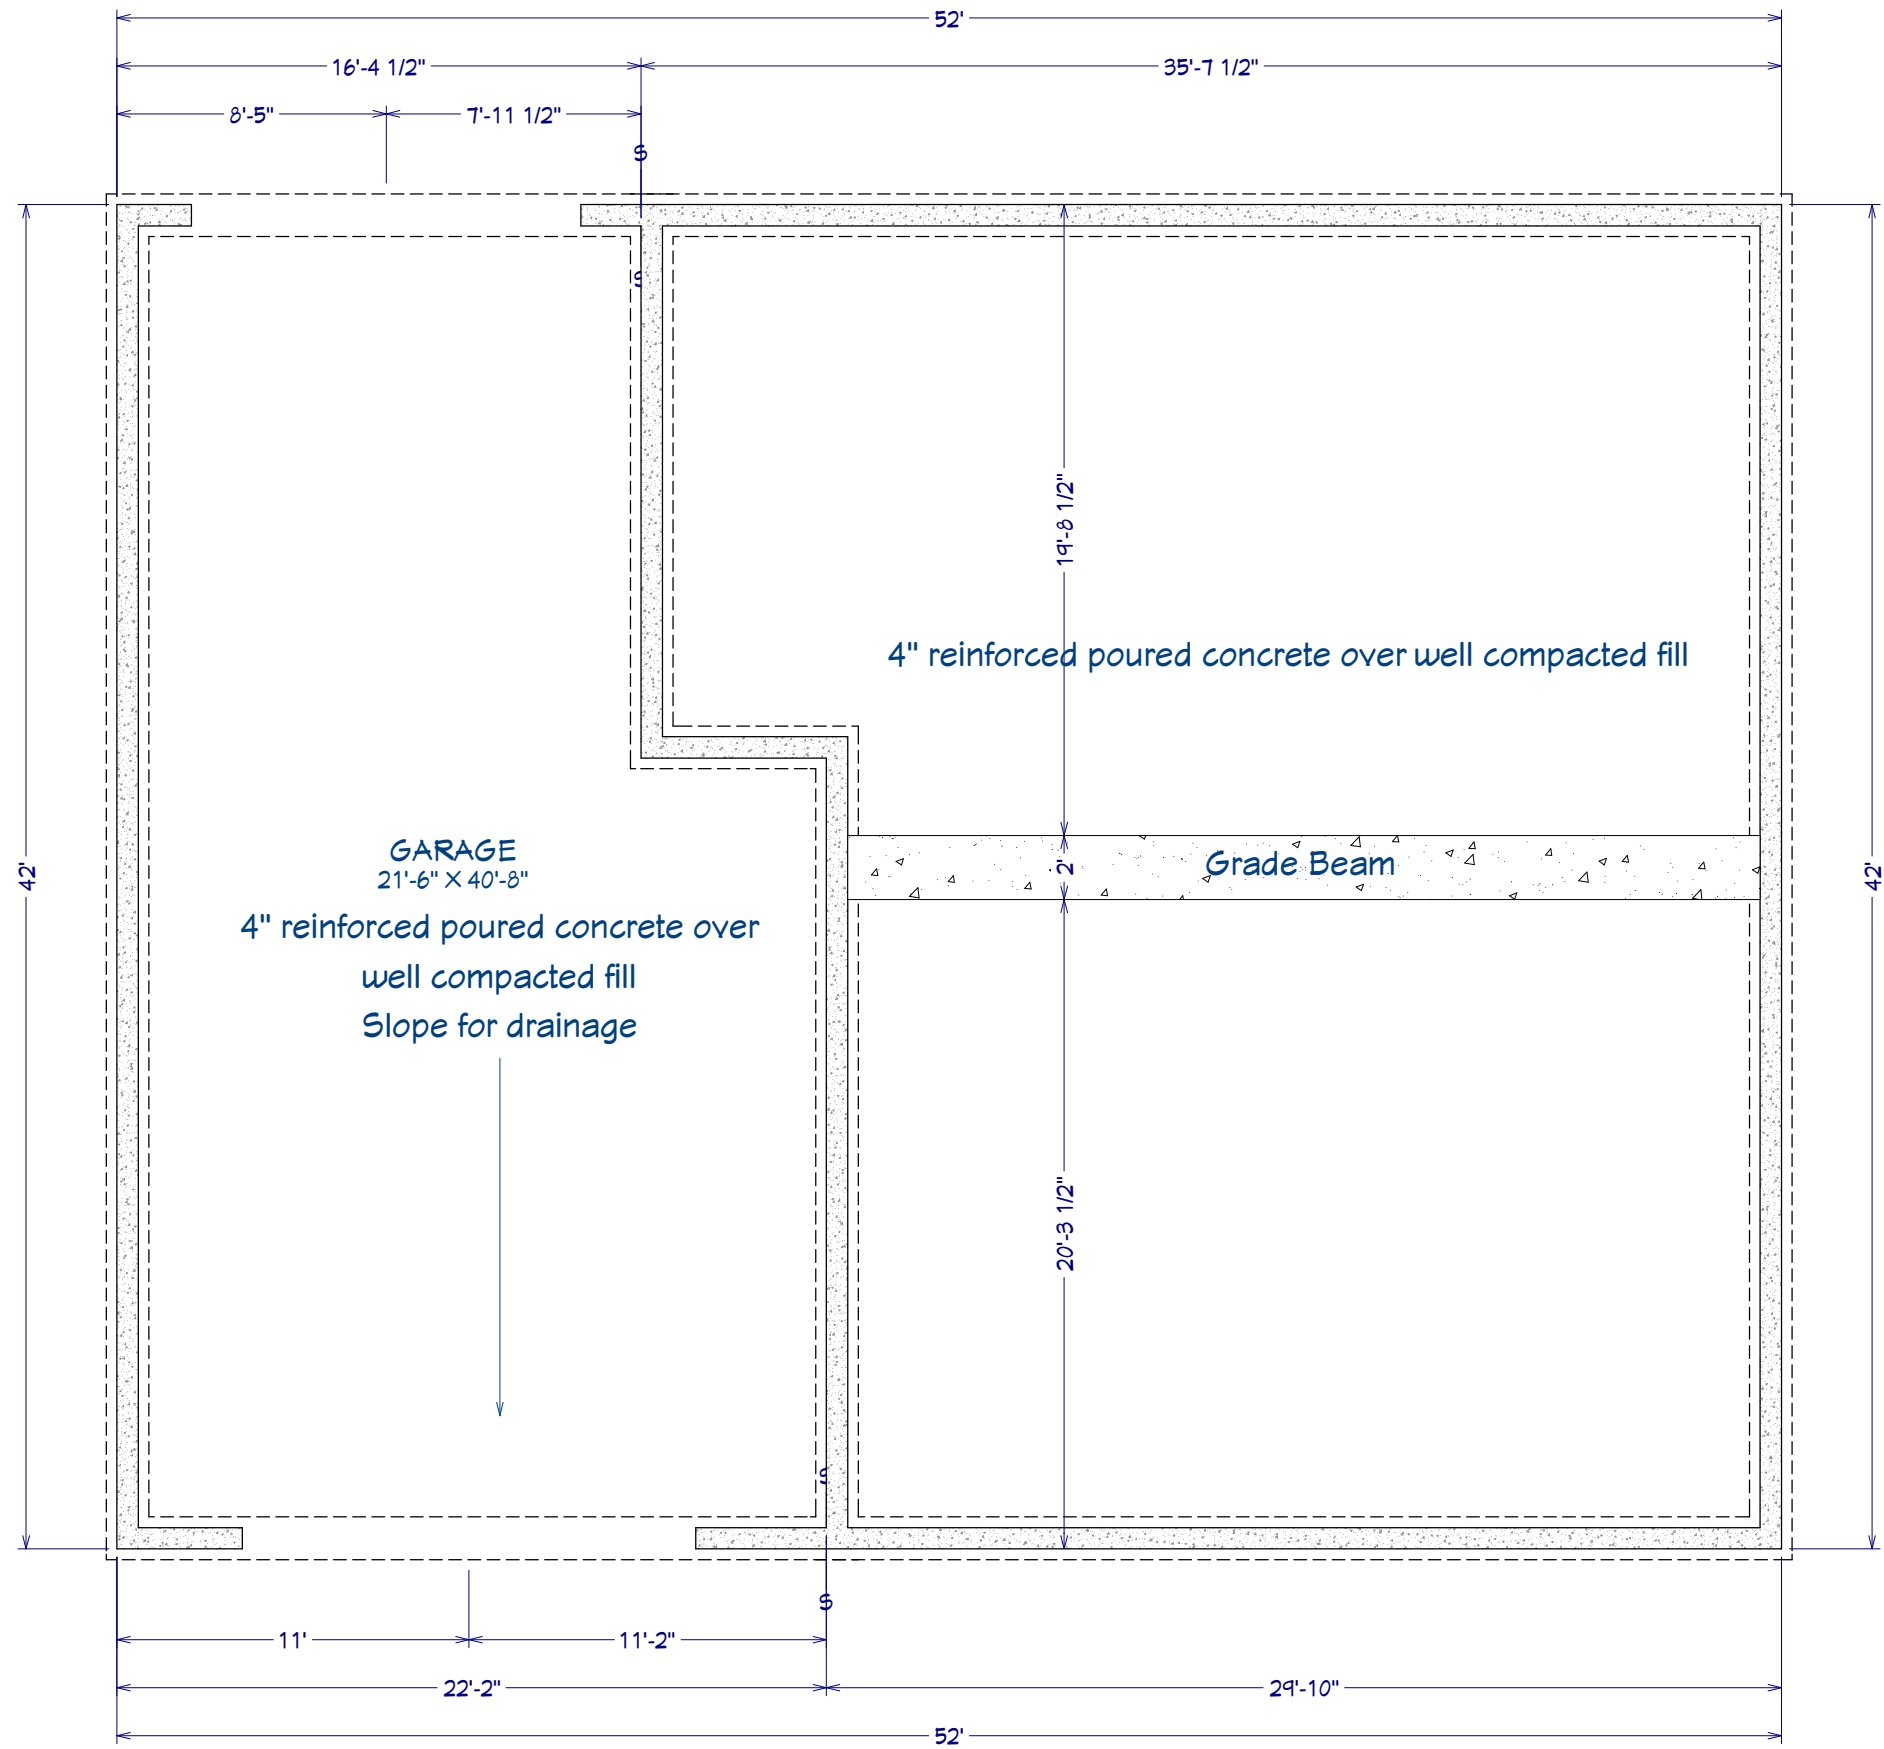 52'
16'-4 1/2"
35'-7 1/2"
8'-5"
7'-11 1/2"
S
S
19'-8 1/2"
4" reinforced poured concrete over well compacted fill
GARAGE
21'-6" X 40'-8"
4" reinforced poured concrete over
well compacted fill
Slope for drainage
42'
2'
Grade Beam
42'
20'-3 1/2"
S
S
11'
11'-2"
22'-2"
29'-10"
52'